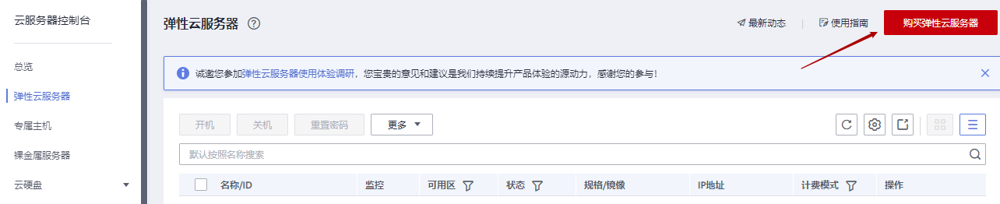 云服务器控制台
总览
弹性云服务器
专属主机
裸金属服务器
云硬盘
弹性云服务器
最新动态
使用指南
购买弹性云服务器
诚邀您参加弹性云服务器使用体验调研，您宝贵的意见和建议是我们持续提升产品体验的源动力，感谢您的参与！
开机 关机 重置密码 更多
默认按照名称搜索
名称/ID 监控 可用区 状态 规格/镜像 IP地址 计费模式 操作